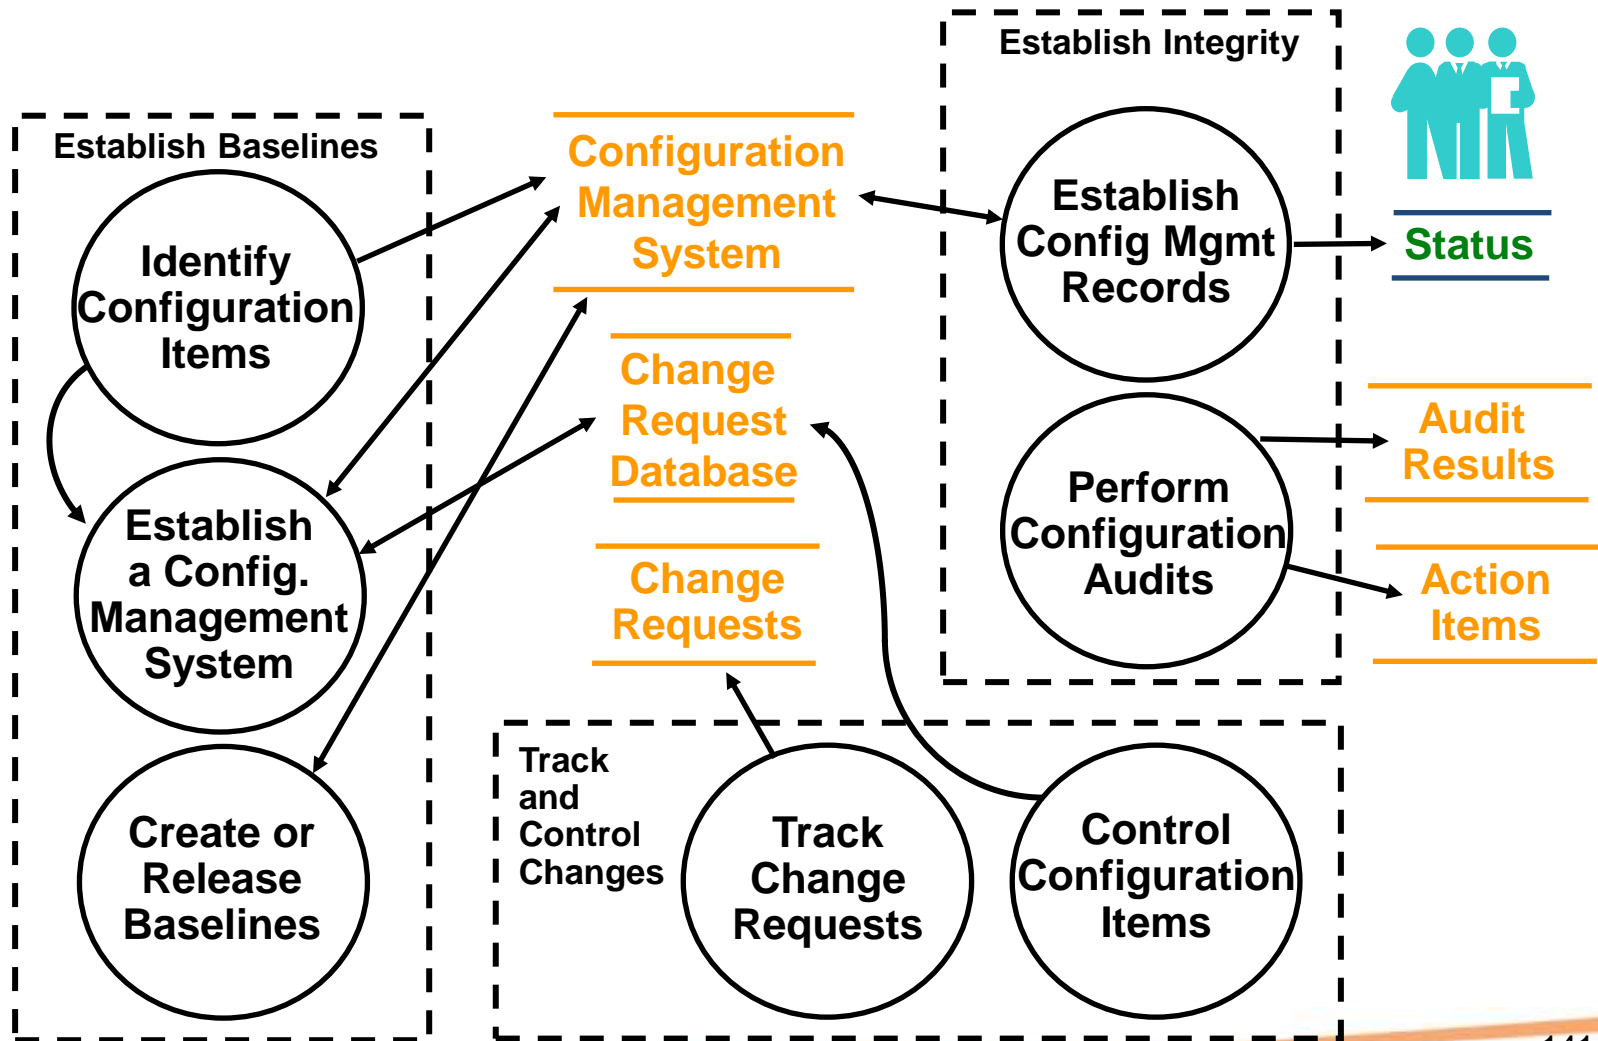 Establish Baselines
Identify
Configuration
Items
Establish
a Config.
Management
System
Create or
Release
Baselines
Configuration
Management
System
Change
Request
Database
Change
Requests
Establish Integrity
Establish
Config Mgmt
Records
Perform
Configuration
Audits
Status
Audit
Results
Action
Items
Track
and
Control
Changes
Track
Change
Requests
Control
Configuration
Items